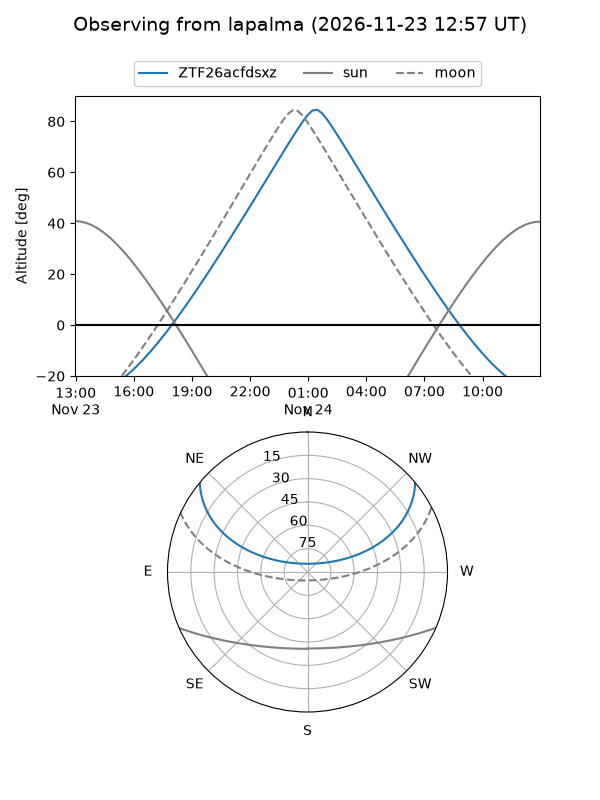 Observing from lapalma (2026-11-23 12:57 UT)
ZTF26acfdsxz sun moon
Altitude [deg]
80
60
40
20
0
−20
13:00 16:00 19:00 22:00 01:00 04:00 07:00 10:00
Nov 23 Nov 24
N
NE NW
15
30
45
60
75
E W
SE SW
S